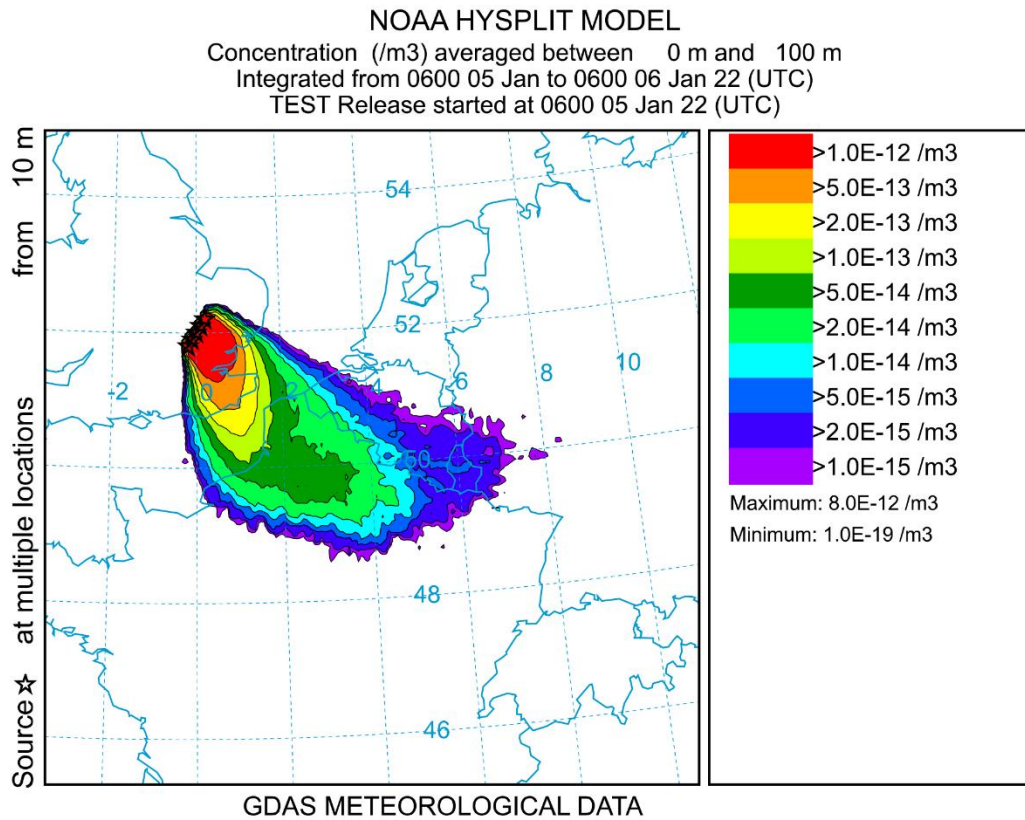 NOAA HYSPLIT MODEL
Concentration (/m3) averaged between 0 m and 100 m
Integrated from 0600 05 Jan to 0600 06 Jan 22 (UTC)
TEST Release started at 0600 05 Jan 22 (UTC)
Source ☆ at multiple locations from 10 m
54
52
-2
0
2
4
6
8
10
50
48
46
>1.0E-12 /m3
>5.0E-13 /m3
>2.0E-13 /m3
>1.0E-13 /m3
>5.0E-14 /m3
>2.0E-14 /m3
>1.0E-14 /m3
>5.0E-15 /m3
>2.0E-15 /m3
>1.0E-15 /m3
Maximum: 8.0E-12 /m3
Minimum: 1.0E-19 /m3
GDAS METEOROLOGICAL DATA